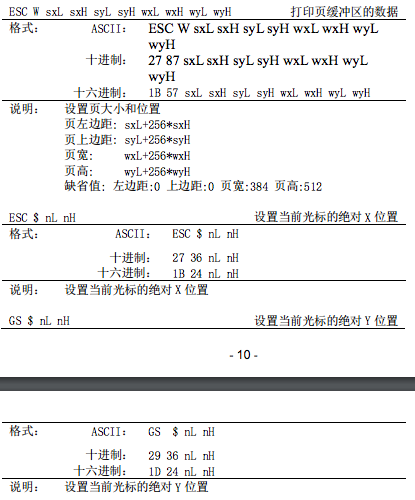 ESC W sxL sxH syL syH wxL wxH wyL wyH 打印页缓冲区的数据
格式： ASCII： ESC W sxL sxH syL syH wxL wxH wyL
wyH
十进制： 27 87 sxL sxH syL syH wxL wxH wyL
wyH
十六进制： 1B 57 sxL sxH syL syH wxL wxH wyL wyH
说明： 设置页大小和位置
页左边距: sxL+256*sxH
页上边距: syL+256*syH
页宽: wxL+256*wxH
页高: wyL+256*wyH
缺省值: 左边距:0 上边距:0 页宽:384 页高:512
ESC $ nL nH 设置当前光标的绝对 X 位置
格式： ASCII： ESC $ nL nH
十进制： 27 36 nL nH
十六进制： 1B 24 nL nH
说明： 设置当前光标的绝对 X 位置
GS $ nL nH 设置当前光标的绝对 Y 位置
- 10 -
格式： ASCII： GS $ nL nH
十进制： 29 36 nL nH
十六进制： 1D 24 nL nH
说明： 设置当前光标的绝对 Y 位置